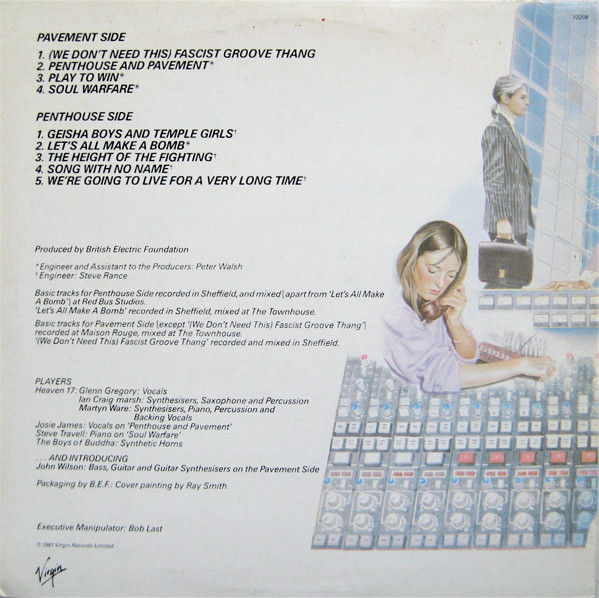 V2208
PAVEMENT SIDE
1. (WE DON'T NEED THIS) FASCIST GROOVE THANG
2. PENTHOUSE AND PAVEMENT*
3. PLAY TO WIN*
4. SOUL WARFARE*
PENTHOUSE SIDE
1. GEISHA BOYS AND TEMPLE GIRLS†
2. LET'S ALL MAKE A BOMB*
3. THE HEIGHT OF THE FIGHTING†
4. SONG WITH NO NAME†
5. WE'RE GOING TO LIVE FOR A VERY LONG TIME†
Produced by British Electric Foundation
*Engineer and Assistant to the Producers: Peter Walsh
†Engineer: Steve Rance
Basic tracks for Penthouse Side recorded in Sheffield, and mixed (apart from 'Let's All Make
A Bomb') at Red Bus Studios.
'Let's All Make A Bomb' recorded in Sheffield, mixed at The Townhouse.
Basic tracks for Pavement Side (except '(We Don't Need This) Fascist Groove Thang')
recorded at Maison Rouge, mixed at The Townhouse.
'(We Don't Need This) Fascist Groove Thang' recorded and mixed in Sheffield.
PLAYERS
Heaven 17: Glenn Gregory: Vocals
Ian Craig marsh: Synthesisers, Saxophone and Percussion
Martyn Ware: Synthesisers, Piano, Percussion and
Backing Vocals
Josie James: Vocals on 'Penthouse and Pavement'
Steve Travell: Piano on 'Soul Warfare'
The Boys of Buddha: Synthetic Horns
. . . AND INTRODUCING
John Wilson: Bass, Guitar and Guitar Synthesisers on the Pavement Side
Packaging by B.E.F.: Cover painting by Ray Smith
Executive Manipulator: Bob Last
℗ 1981 Virgin Records Limited
Virgin